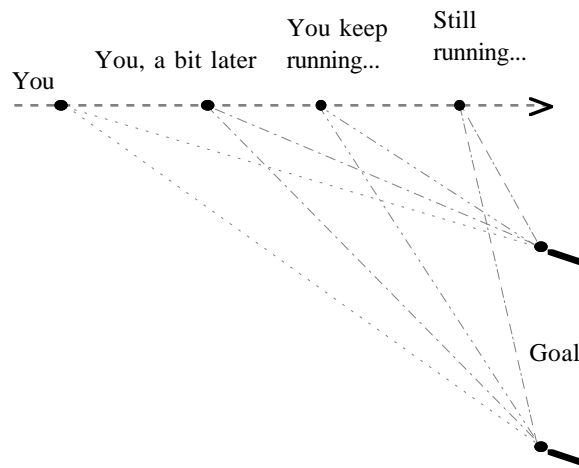 You
You, a bit later
You keep
running...
Still
running...
Goal